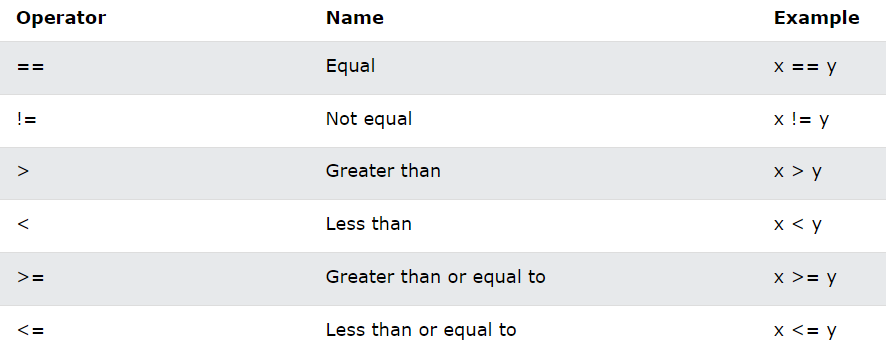 Operator Name Example
== Equal x == y
!= Not equal x != y
> Greater than x > y
< Less than x < y
>= Greater than or equal to x >= y
<= Less than or equal to x <= y